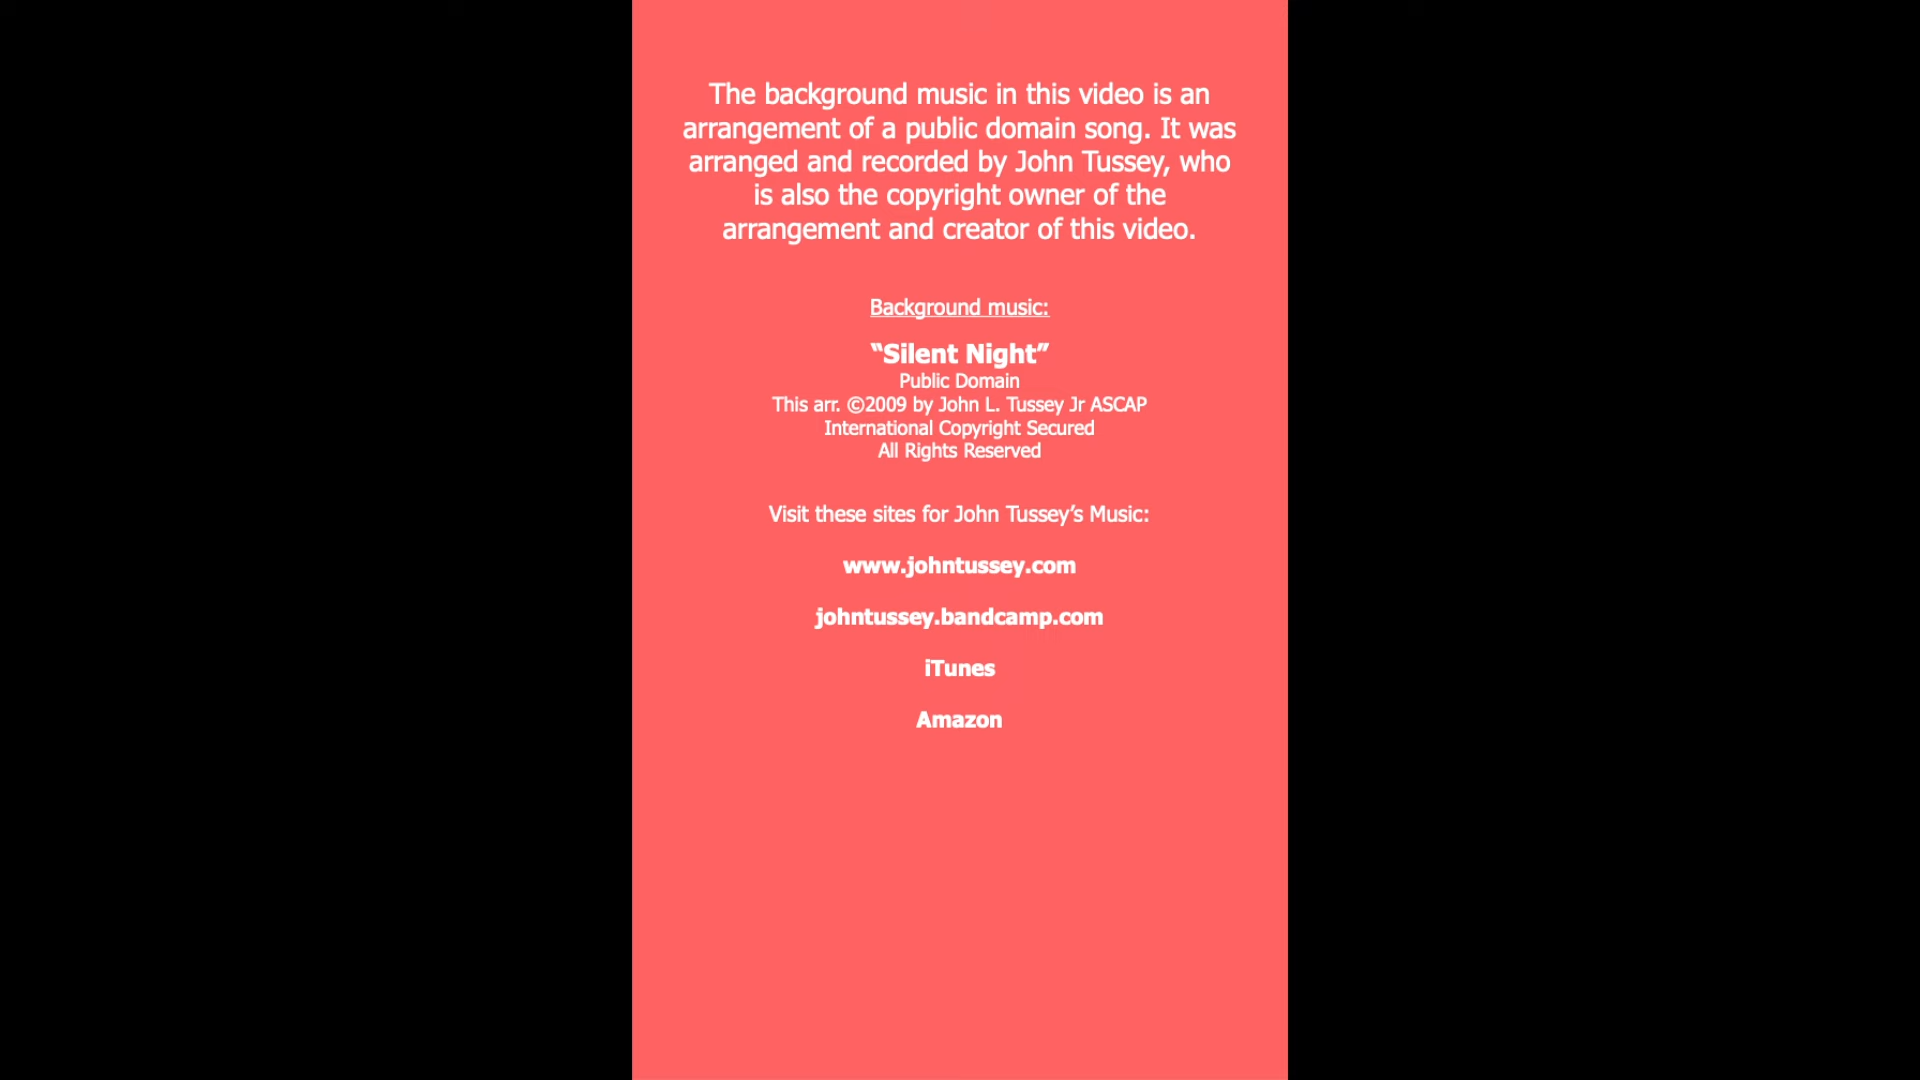 The background music in this video is an
arrangement of a public domain song. It was
arranged and recorded by John Tussey, who
is also the copyright owner of the
arrangement and creator of this video.
Background music:
“Silent Night”
Public Domain
This arr. ©2009 by John L. Tussey Jr ASCAP
International Copyright Secured
All Rights Reserved
Visit these sites for John Tussey’s Music:
www.johntussey.com
johntussey.bandcamp.com
iTunes
Amazon